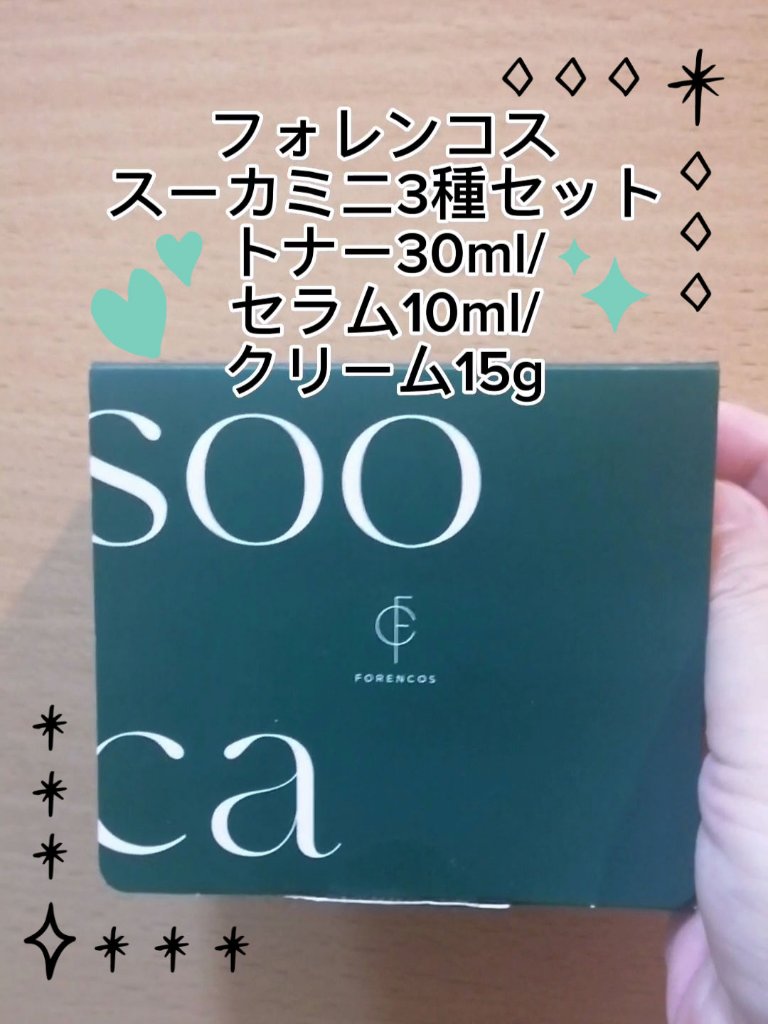 フォレンコス
スーカミニ3種セット
トナー30ml/
セラム10ml/
クリーム15g
soo
FORENCOS
ca